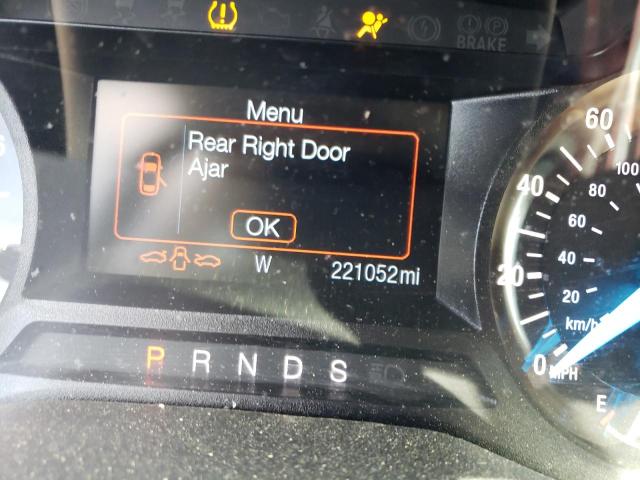 BRAKE
Menu
Rear Right Door
Ajar
OK
W 221052mi
P R N D S
60
40
20
0
MPH
100
80
60
40
20
km/h
E